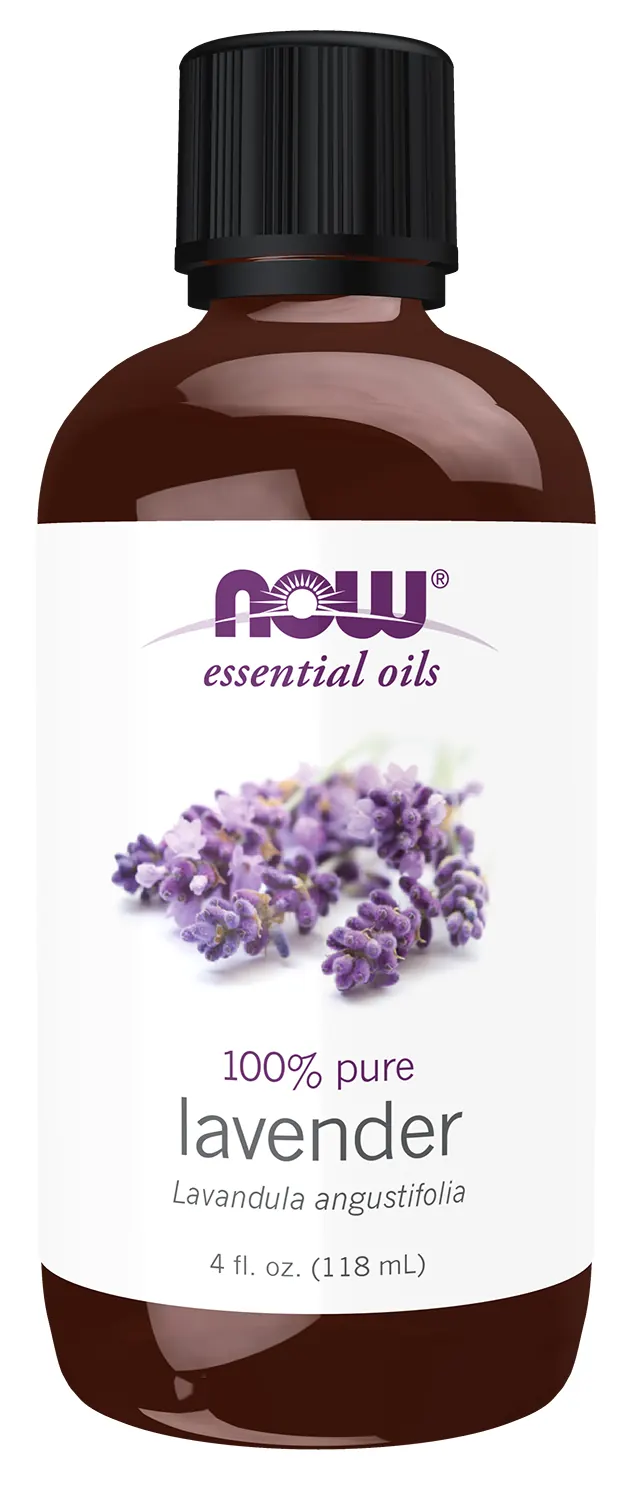 NOW®
essential oils
100% pure
lavender
Lavandula angustifolia
4 fl. oz. (118 mL)